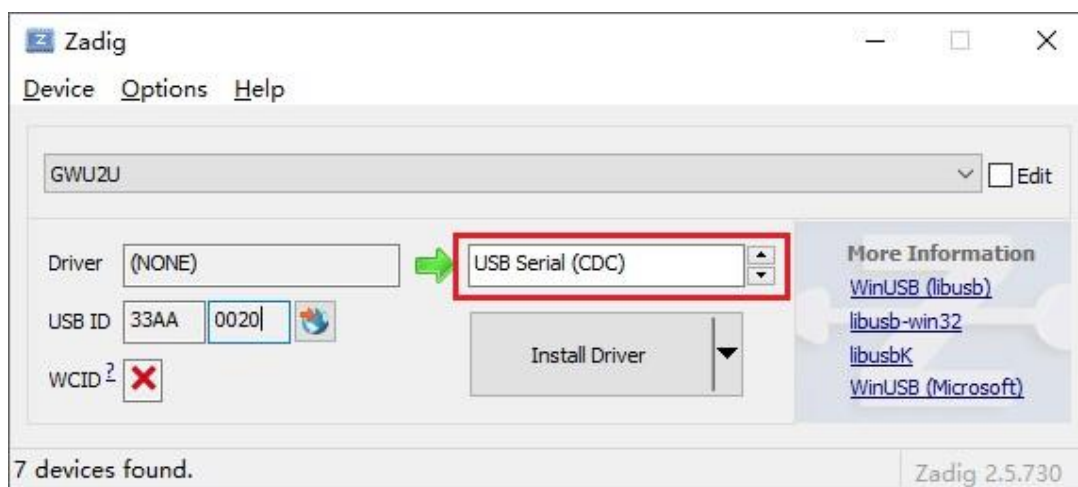 Zadig
Device Options Help
GWU2U Edit
Driver (NONE) USB Serial (CDC)
USB ID 33AA 0020
WCID ?
Install Driver
More Information
WinUSB (libusb)
libusb-win32
libusbK
WinUSB (Microsoft)
7 devices found.
Zadig 2.5.730